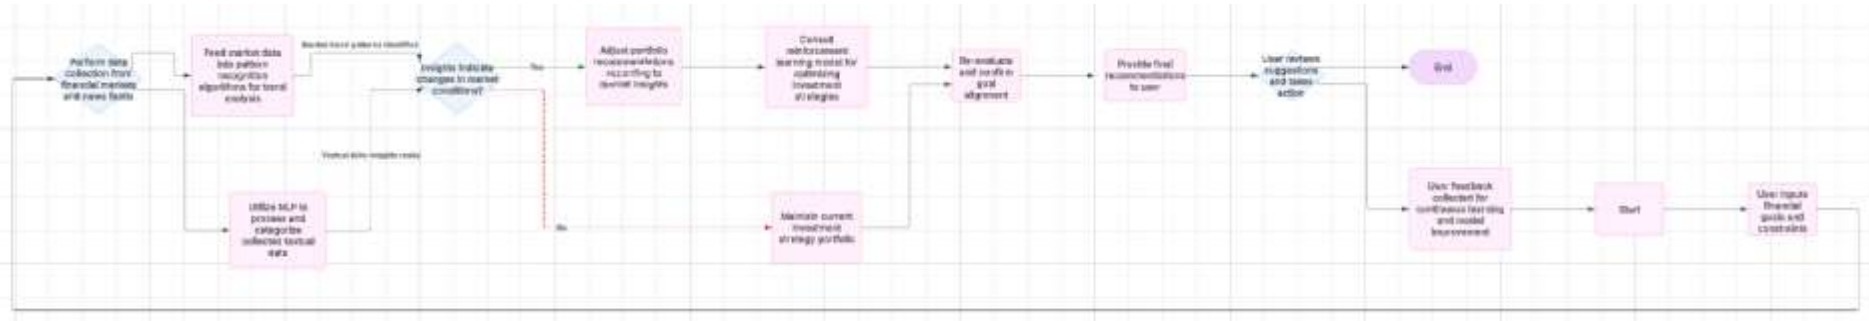 Perform data
collection from
financial markets
and news feeds
Feed market data
into pattern
recognition
algorithms for trend
analysis
Utilize NLP to
process and
categorize
collected textual
data
Insights indicate
changes in market
conditions?
Yes
No
Adjust portfolio
recommendations
according to
market insights
Consult
reinforcement
learning model for
optimizing
investment
strategies
Maintain current
investment
strategy portfolio
Re-evaluate
and confirm
goal
alignment
Provide final
recommendations
to user
User reviews
suggestions
and takes
action
End
User feedback
collected for
continuous learning
and model
improvement
Start
User inputs
financial
goals and
constraints